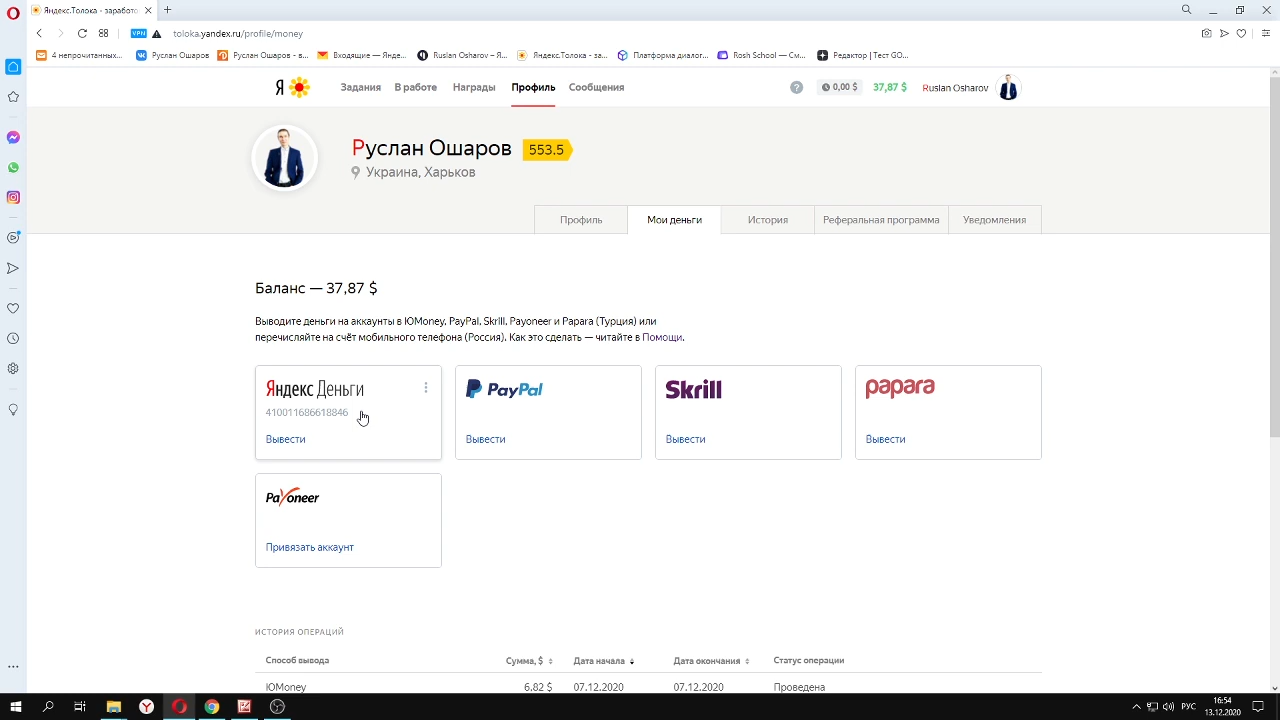 Яндекс.Толока - заработо
VPN
toloka.yandex.ru/profile/money
4 непрочитанных...
Руслан Ошаров
Руслан Ошаров - в...
Входящие — Янде...
Ruslan Osharov – Я...
Яндекс.Толока - за...
Платформа диалог...
Rosh School — См...
Редактор | Тест GO...
Я
Задания
В работе
Награды
Профиль
Сообщения
?
0,00 $
37,87 $
Ruslan Osharov
Руслан Ошаров
553.5
Украина, Харьков
Профиль
Мои деньги
История
Реферальная программа
Уведомления
Баланс — 37,87 $
Выводите деньги на аккаунты в ЮMoney, PayPal, Skrill, Payoneer и Papara (Турция) или
перечисляйте на счёт мобильного телефона (Россия). Как это сделать — читайте в Помощи.
Яндекс Деньги
410011686618846
Вывести
PayPal
Вывести
Skrill
Вывести
papara
Вывести
Payoneer
Привязать аккаунт
ИСТОРИЯ ОПЕРАЦИЙ
Способ вывода
Сумма, $
Дата начала
Дата окончания
Статус операции
ЮMoney
6,82 $
07.12.2020
07.12.2020
Проведена
РУС
16:54
13.12.2020